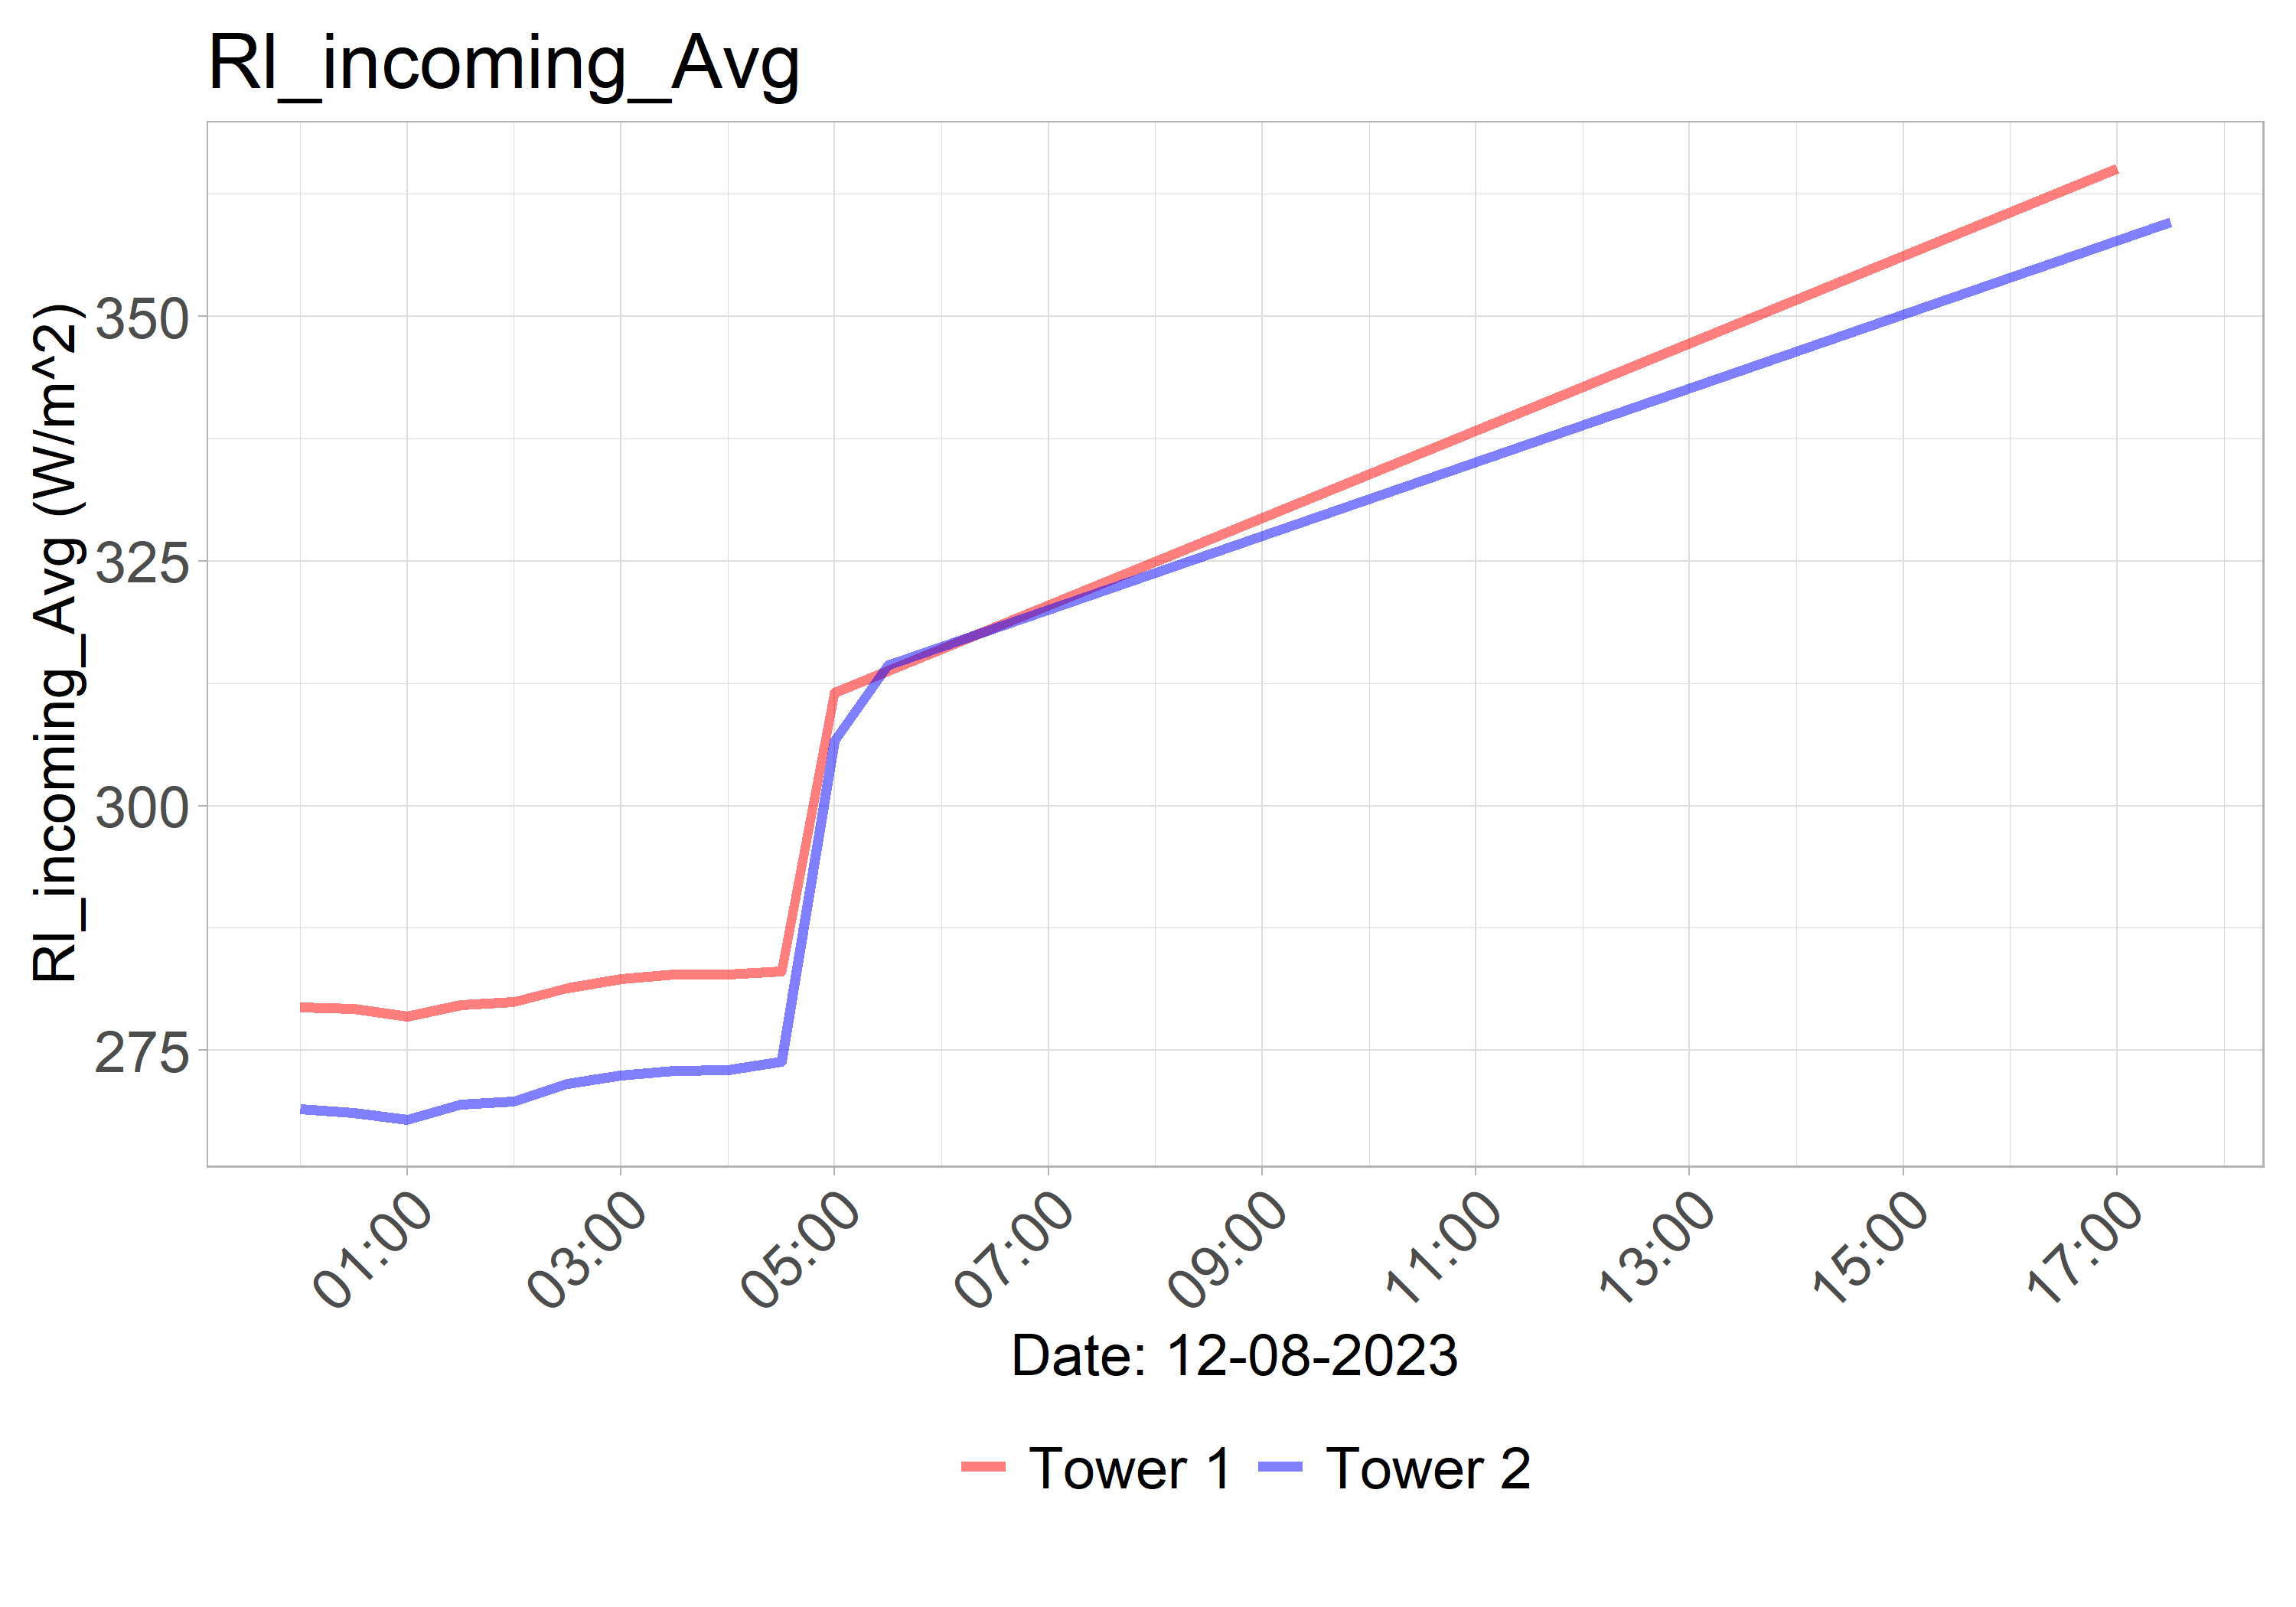 Rl_incoming_Avg
Rl_incoming_Avg (W/m^2)
350
325
300
275
01:00 03:00 05:00 07:00 09:00 11:00 13:00 15:00 17:00
Date: 12-08-2023
Tower 1 Tower 2